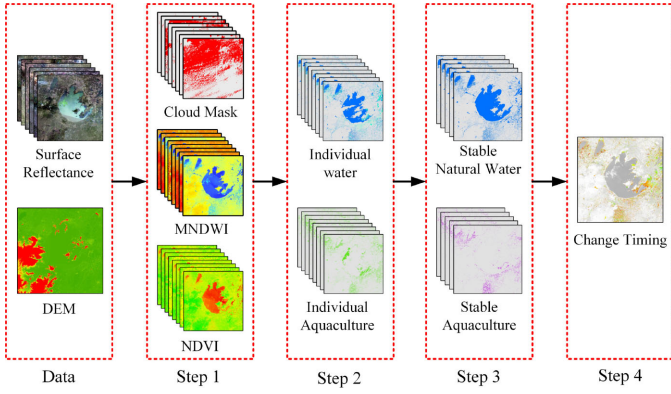 Surface
Reflectance
DEM
Data
Cloud Mask
MNDWI
NDVI
Step 1
Individual
water
Individual
Aquaculture
Step 2
Stable
Natural Water
Stable
Aquaculture
Step 3
Change Timing
Step 4